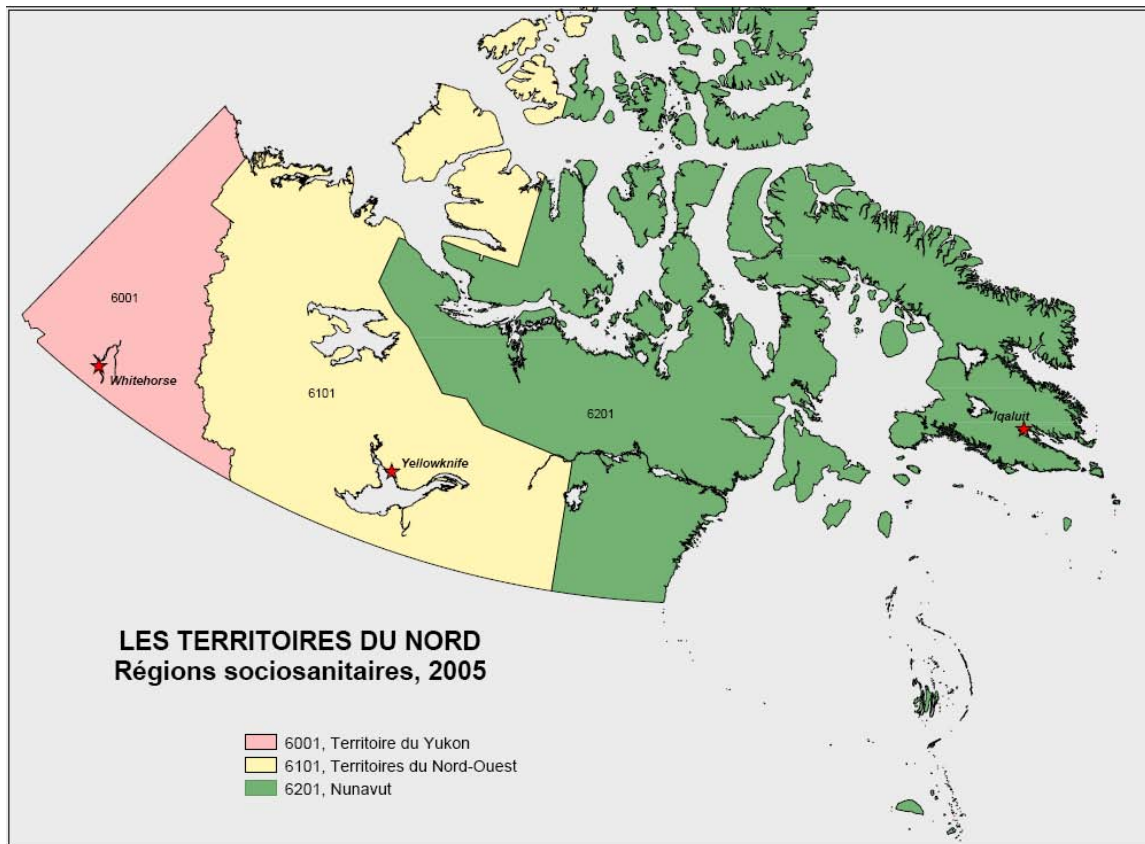 6001
Whitehorse
6101
6201
Iqaluit
Yellowknife
LES TERRITOIRES DU NORD
Régions sociosanitaires, 2005
6001, Territoire du Yukon
6101, Territoires du Nord-Ouest
6201, Nunavut